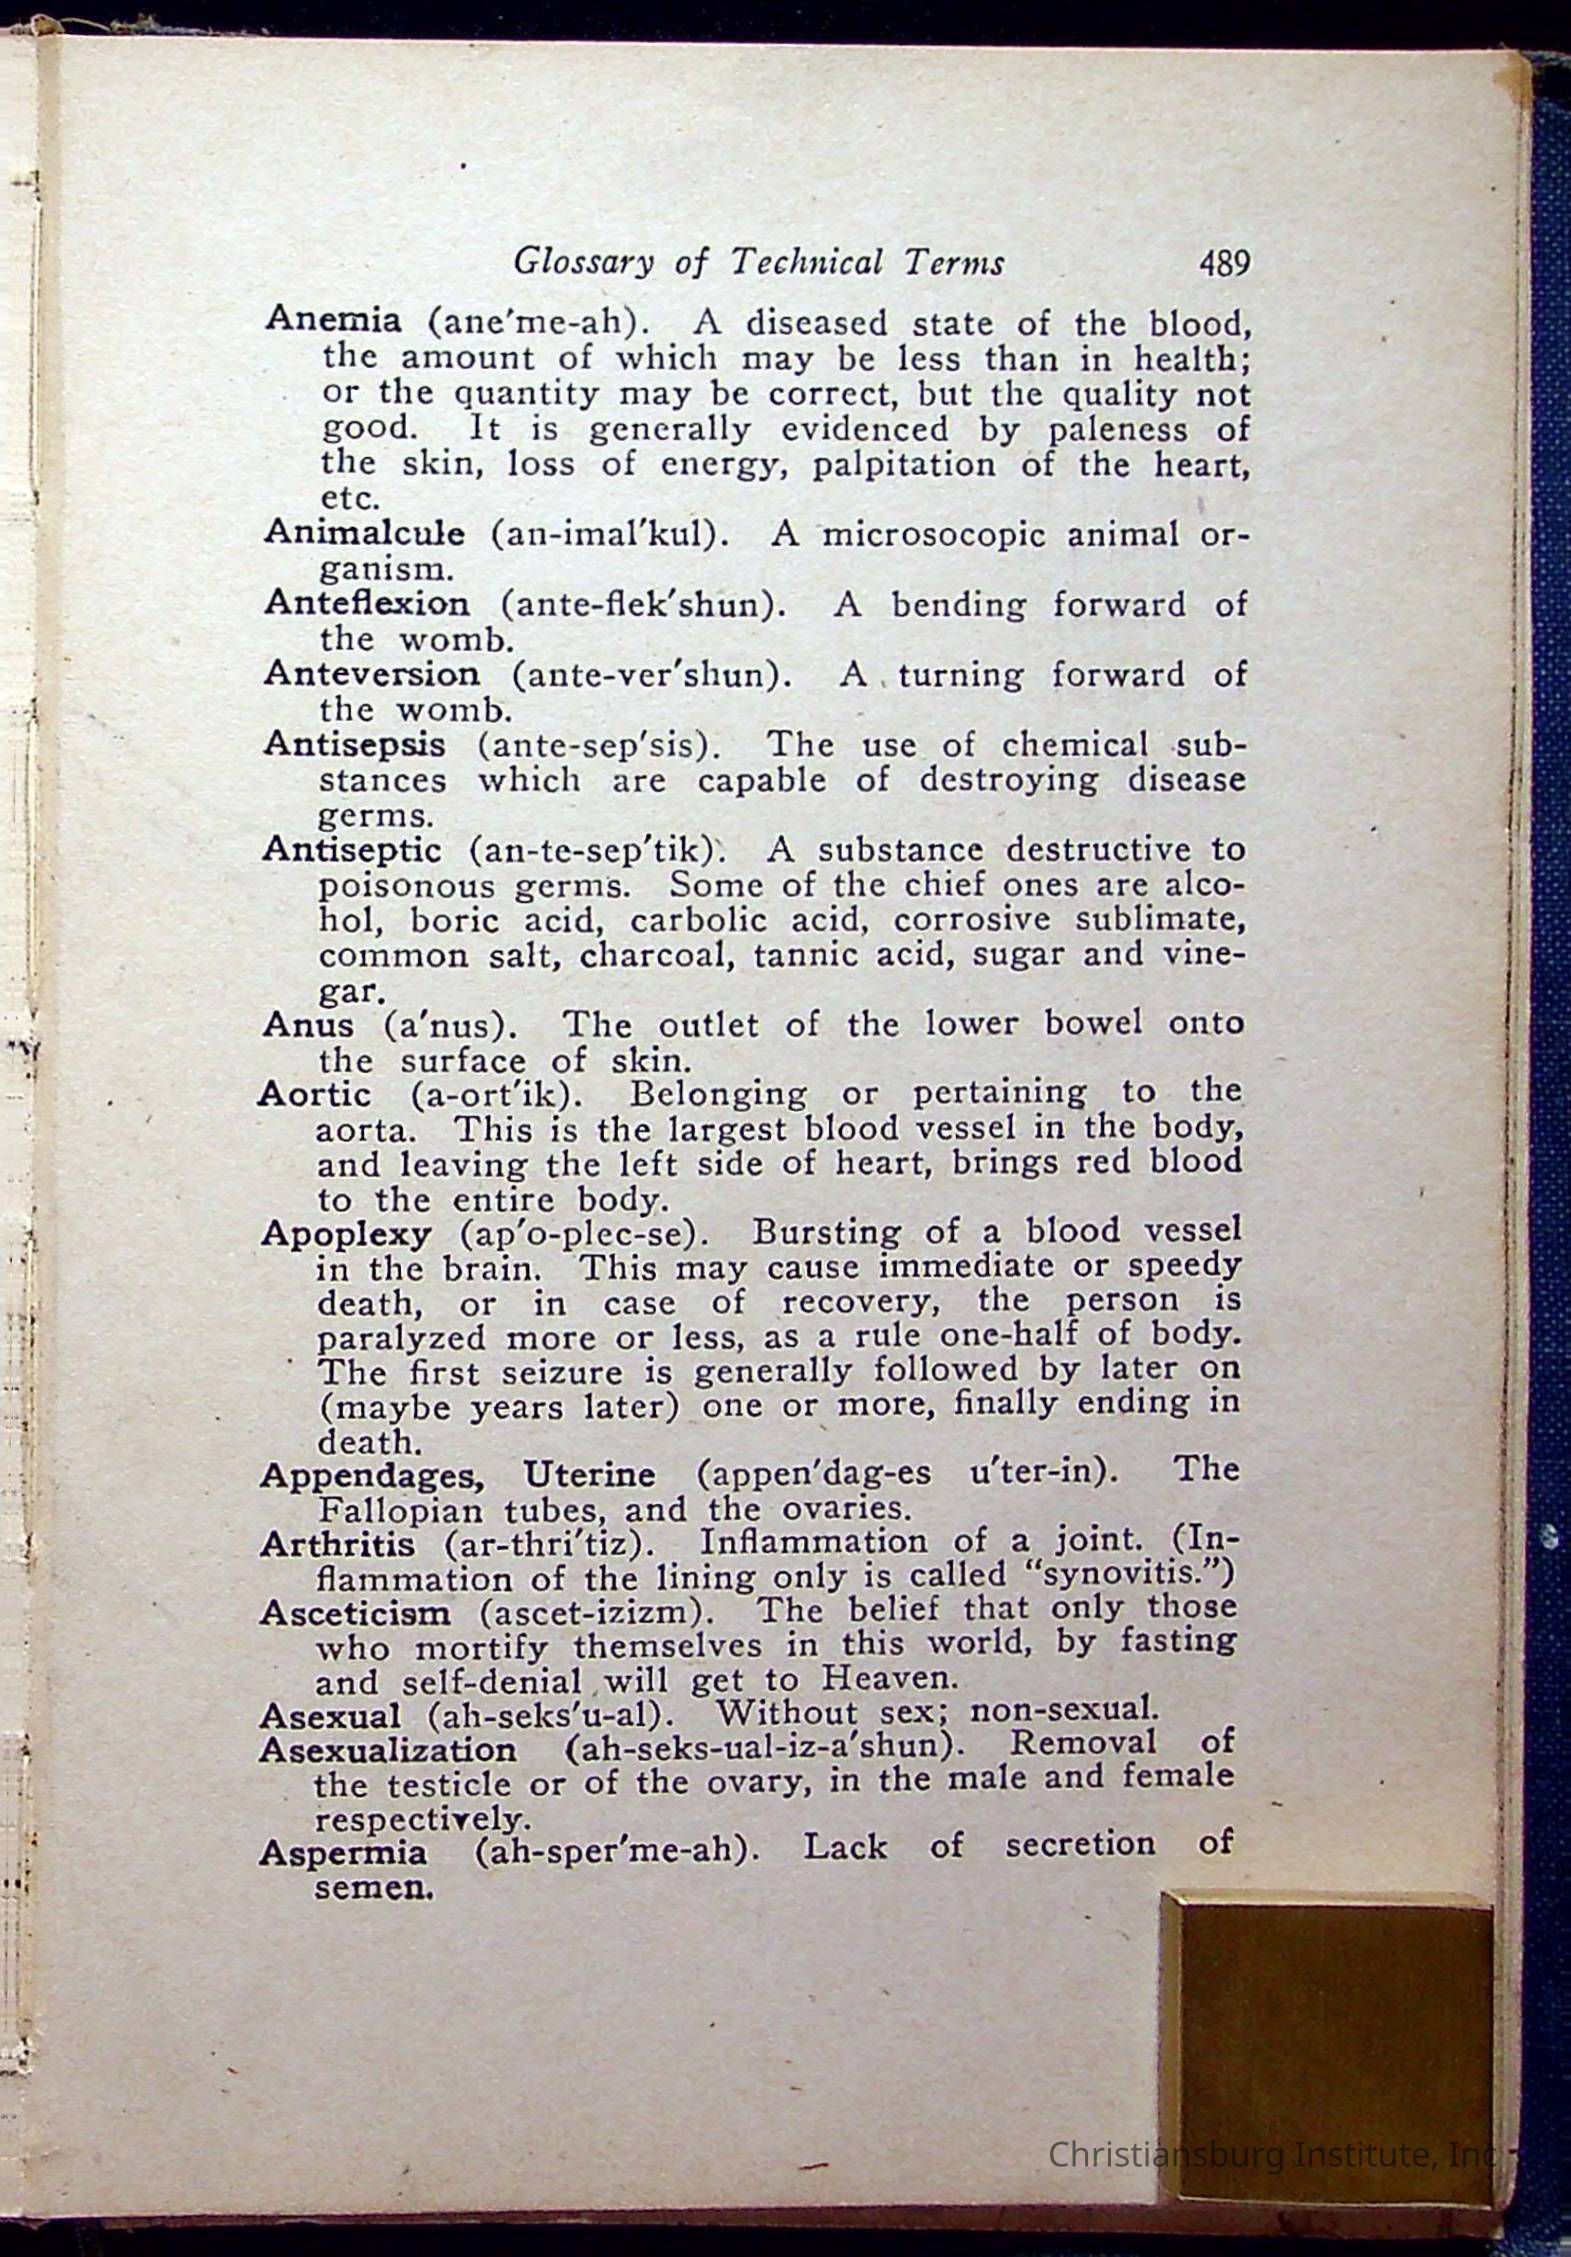 Glossary of Technical Terms 489
Anemia (ane′me-ah). A diseased state of the blood,
the amount of which may be less than in health;
or the quantity may be correct, but the quality not
good. It is generally evidenced by paleness of
the skin, loss of energy, palpitation of the heart,
etc.
Animalcule (an-imal′kul). A microsocopic animal or-
ganism.
Anteflexion (ante-flek′shun). A bending forward of
the womb.
Anteversion (ante-ver′shun). A turning forward of
the womb.
Antisepsis (ante-sep′sis). The use of chemical sub-
stances which are capable of destroying disease
germs.
Antiseptic (an-te-sep′tik). A substance destructive to
poisonous germs. Some of the chief ones are alco-
hol, boric acid, carbolic acid, corrosive sublimate,
common salt, charcoal, tannic acid, sugar and vine-
gar.
Anus (a′nus). The outlet of the lower bowel onto
the surface of skin.
Aortic (a-ort′ik). Belonging or pertaining to the
aorta. This is the largest blood vessel in the body,
and leaving the left side of heart, brings red blood
to the entire body.
Apoplexy (ap′o-plec-se). Bursting of a blood vessel
in the brain. This may cause immediate or speedy
death, or in case of recovery, the person is
paralyzed more or less, as a rule one-half of body.
The first seizure is generally followed by later on
(maybe years later) one or more, finally ending in
death.
Appendages, Uterine (appen′dag-es u′ter-in). The
Fallopian tubes, and the ovaries.
Arthritis (ar-thri′tiz). Inflammation of a joint. (In-
flammation of the lining only is called “synovitis.”)
Asceticism (ascet-izizm). The belief that only those
who mortify themselves in this world, by fasting
and self-denial will get to Heaven.
Asexual (ah-seks′u-al). Without sex; non-sexual.
Asexualization (ah-seks-ual-iz-a′shun). Removal of
the testicle or of the ovary, in the male and female
respectively.
Aspermia (ah-sper′me-ah). Lack of secretion of
semen.
Christiansburg Institute, Inc